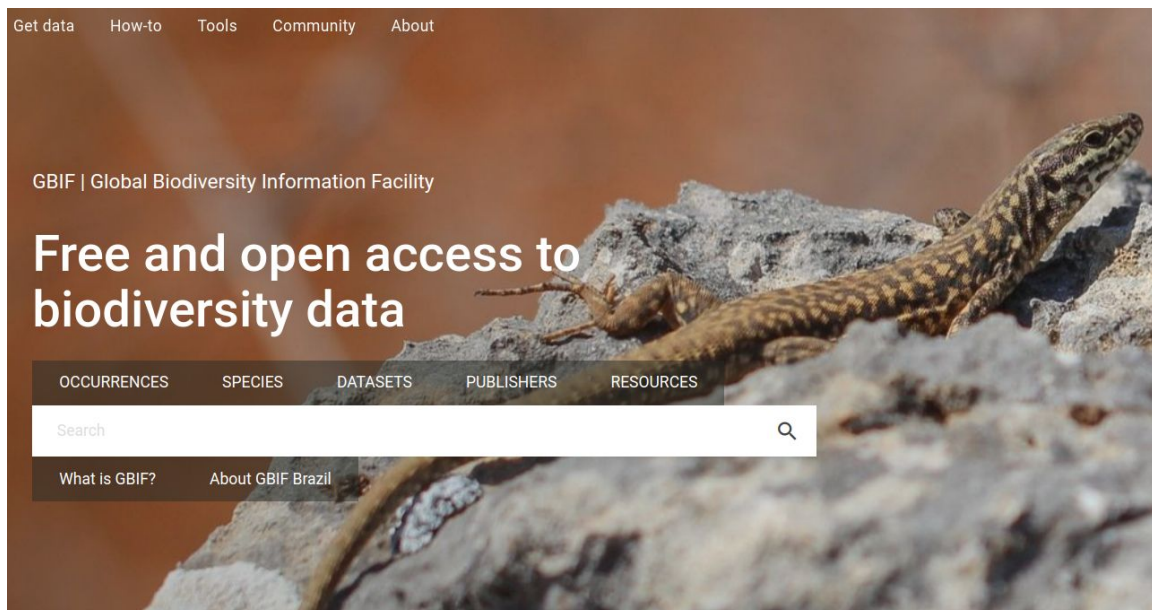 Get data How-to Tools Community About
GBIF | Global Biodiversity Information Facility
Free and open access to
biodiversity data
OCCURRENCES SPECIES DATASETS PUBLISHERS RESOURCES
Search
What is GBIF? About GBIF Brazil